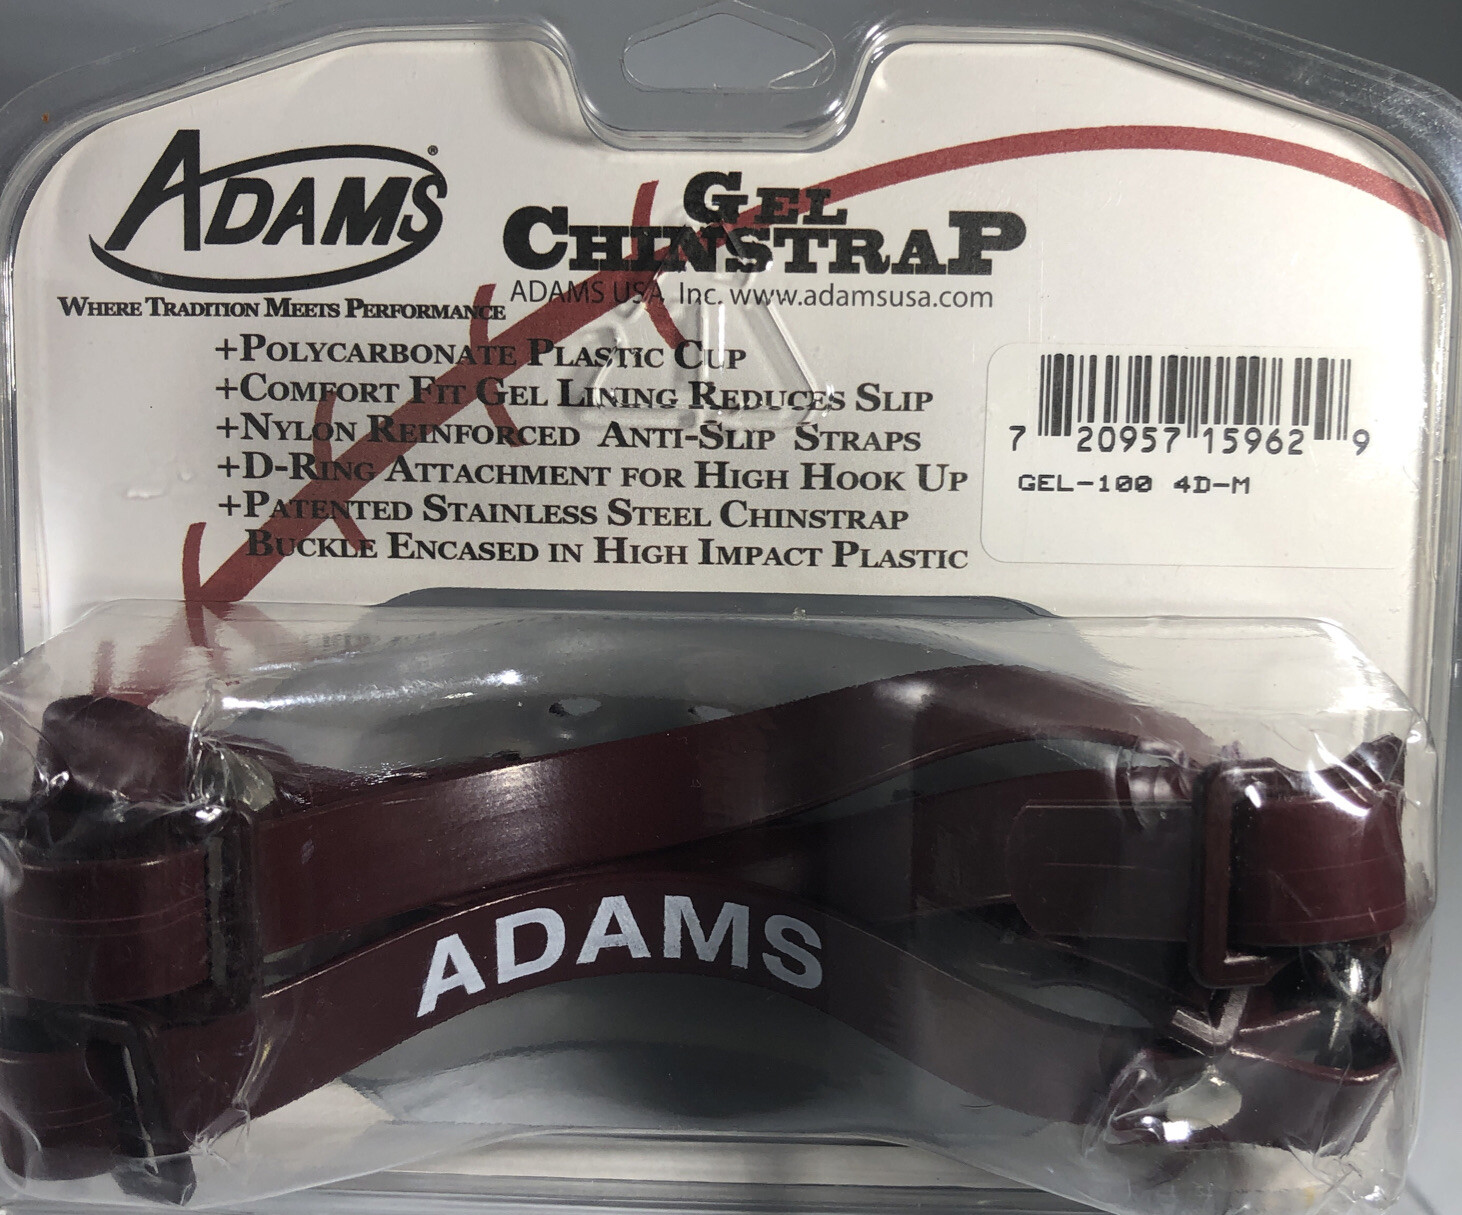 ADAMS®
WHERE TRADITION MEETS PERFORMANCE
GEL
CHINSTRAP
ADAMS USA, Inc. www.adamsusa.com
+POLYCARBONATE PLASTIC CUP
+COMFORT FIT GEL LINING REDUCES SLIP
+NYLON REINFORCED ANTI-SLIP STRAPS
+D-RING ATTACHMENT FOR HIGH HOOK UP
+PATENTED STAINLESS STEEL CHINSTRAP
BUCKLE ENCASED IN HIGH IMPACT PLASTIC
7 20957 15962 9
GEL-100 4D-M
ADAMS